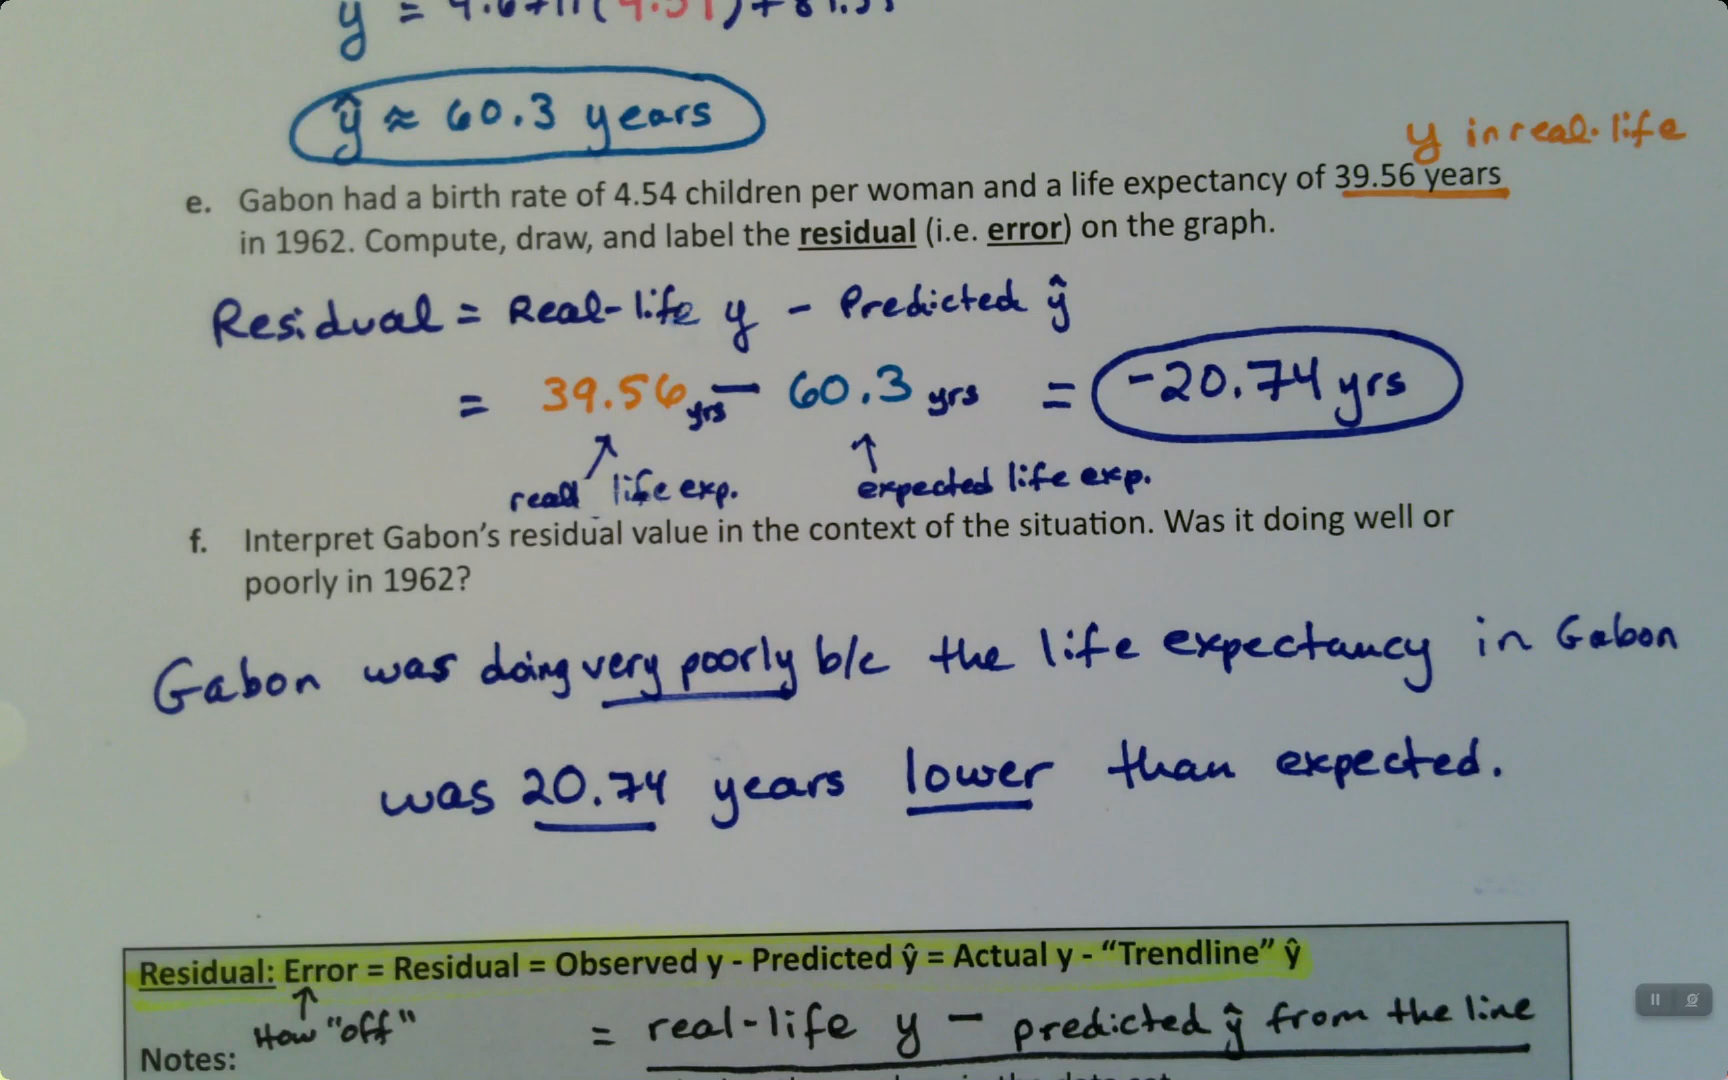 ŷ ≈ 60.3 years
y in real-life
e. Gabon had a birth rate of 4.54 children per woman and a life expectancy of 39.56 years
in 1962. Compute, draw, and label the residual (i.e. error) on the graph.
Residual = Real-life y - Predicted ŷ
= 39.56 yrs - 60.3 yrs = -20.74 yrs
real life exp. expected life exp.
f. Interpret Gabon's residual value in the context of the situation. Was it doing well or
poorly in 1962?
Gabon was doing very poorly b/c the life expectancy in Gabon
was 20.74 years lower than expected.
Residual: Error = Residual = Observed y - Predicted ŷ = Actual y - "Trendline" ŷ
How "off"
= real-life y - predicted ŷ from the line
Notes: